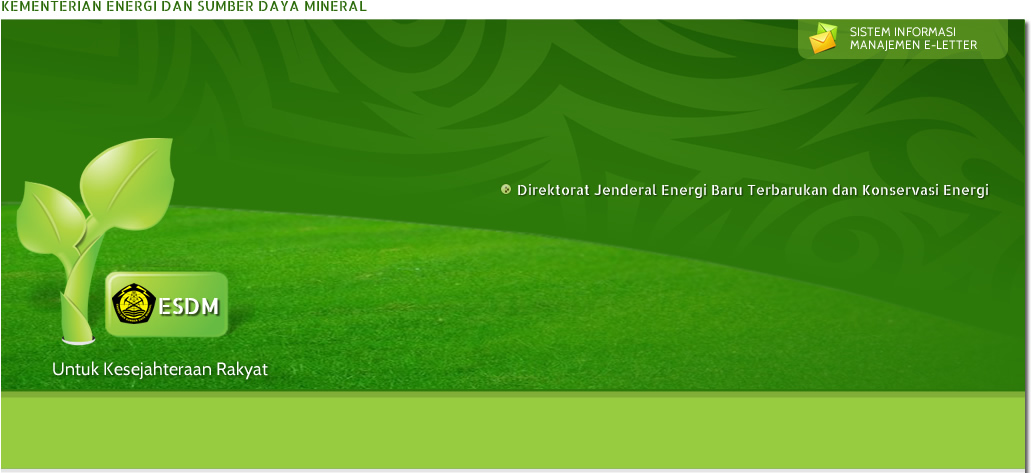 KEMENTERIAN ENERGI DAN SUMBER DAYA MINERAL
SISTEM INFORMASI
MANAJEMEN E-LETTER
Direktorat Jenderal Energi Baru Terbarukan dan Konservasi Energi
ESDM
Untuk Kesejahteraan Rakyat